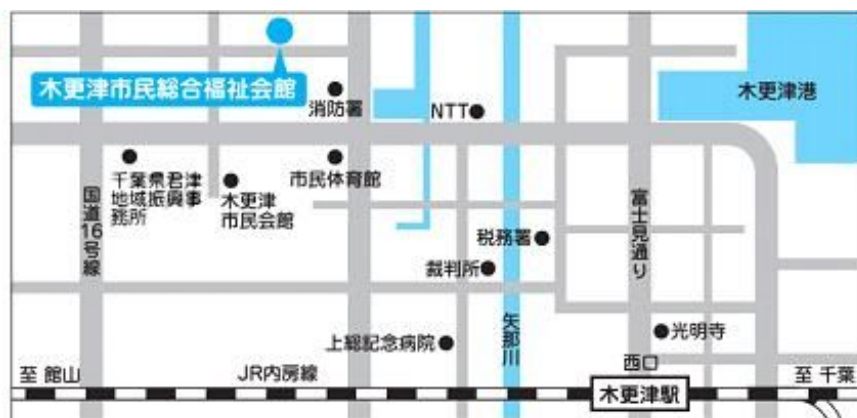 木更津市民総合福祉会館
消防署
NTT
木更津港
千葉県君津
地域振興事
務所
木更津
市民会館
市民体育館
国道16号線
税務署
裁判所
富士見通り
矢那川
上総記念病院
光明寺
西口
至 館山
JR内房線
木更津駅
至 千葉